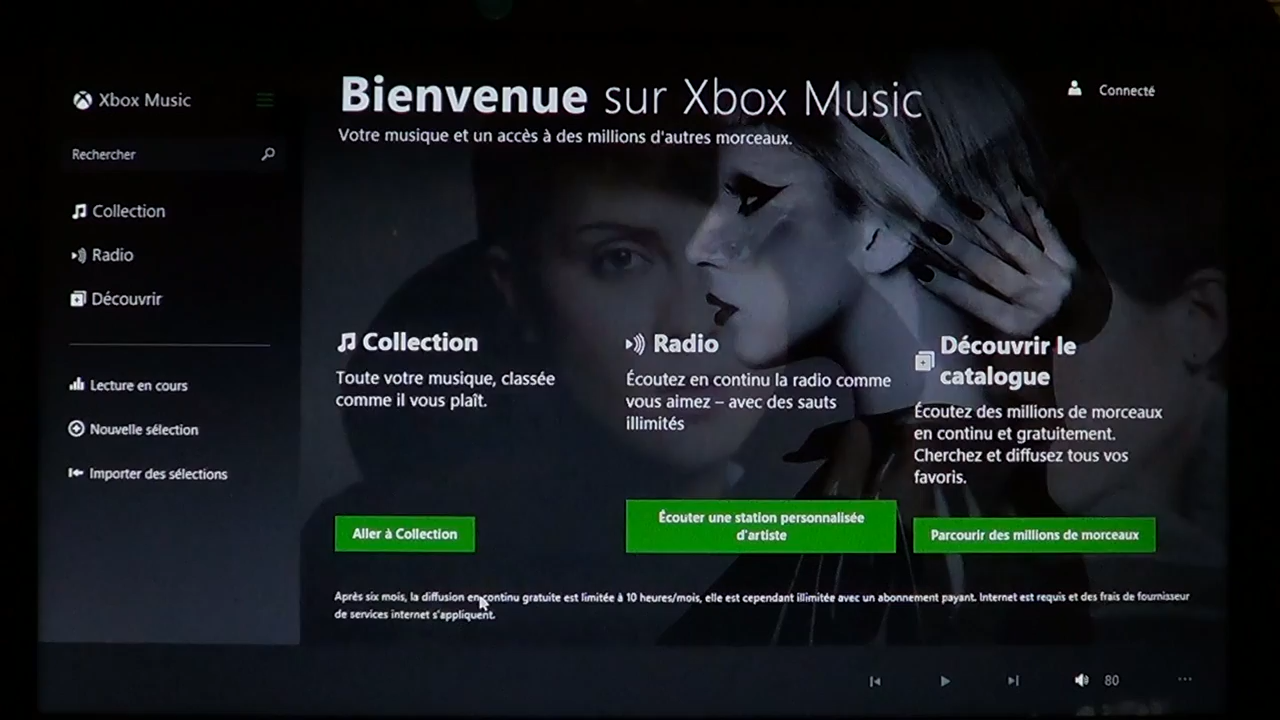 Xbox Music
Rechercher
Collection
Radio
Découvrir
Lecture en cours
Nouvelle sélection
Importer des sélections
Bienvenue sur Xbox Music
Votre musique et un accès à des millions d'autres morceaux.
Connecté
Collection
Toute votre musique, classée
comme il vous plaît.
Aller à Collection
Radio
Écoutez en continu la radio comme
vous aimez – avec des sauts
illimités
Écouter une station personnalisée
d'artiste
Découvrir le
catalogue
Écoutez des millions de morceaux
en continu et gratuitement.
Cherchez et diffusez tous vos
favoris.
Parcourir des millions de morceaux
Après six mois, la diffusion en continu gratuite est limitée à 10 heures/mois, elle est cependant illimitée avec un abonnement payant. Internet est requis et des frais de fournisseur
de services internet s'appliquent.
80